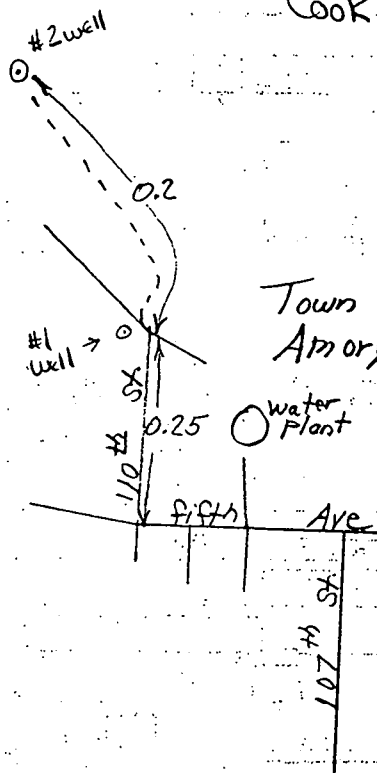 Cook
#2 well
0.2
Town
Amory
#1
well
water
plant
0.25
110 th St
fifth Ave
107 th St